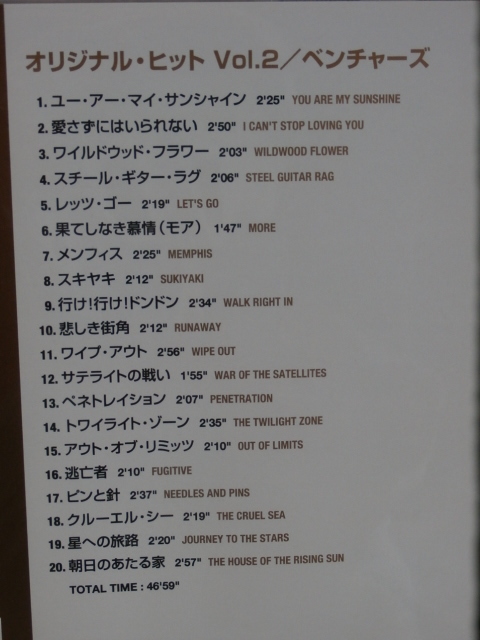 オリジナル・ヒット Vol.2／ベンチャーズ
1. ユー・アー・マイ・サンシャイン 2'25" YOU ARE MY SUNSHINE
2. 愛さずにはいられない 2'50" I CAN'T STOP LOVING YOU
3. ワイルドウッド・フラワー 2'03" WILDWOOD FLOWER
4. スチール・ギター・ラグ 2'06" STEEL GUITAR RAG
5. レッツ・ゴー 2'19" LET'S GO
6. 果てしなき慕情（モア） 1'47" MORE
7. メンフィス 2'25" MEMPHIS
8. スキヤキ 2'12" SUKIYAKI
9. 行け！行け！ドンドン 2'34" WALK RIGHT IN
10. 悲しき街角 2'12" RUNAWAY
11. ワイプ・アウト 2'56" WIPE OUT
12. サテライトの戦い 1'55" WAR OF THE SATELLITES
13. ペネトレイション 2'07" PENETRATION
14. トワイライト・ゾーン 2'35" THE TWILIGHT ZONE
15. アウト・オブ・リミッツ 2'10" OUT OF LIMITS
16. 逃亡者 2'10" FUGITIVE
17. ピンと針 2'37" NEEDLES AND PINS
18. クルーエル・シー 2'19" THE CRUEL SEA
19. 星への旅路 2'20" JOURNEY TO THE STARS
20. 朝日のあたる家 2'57" THE HOUSE OF THE RISING SUN
TOTAL TIME : 46'59"